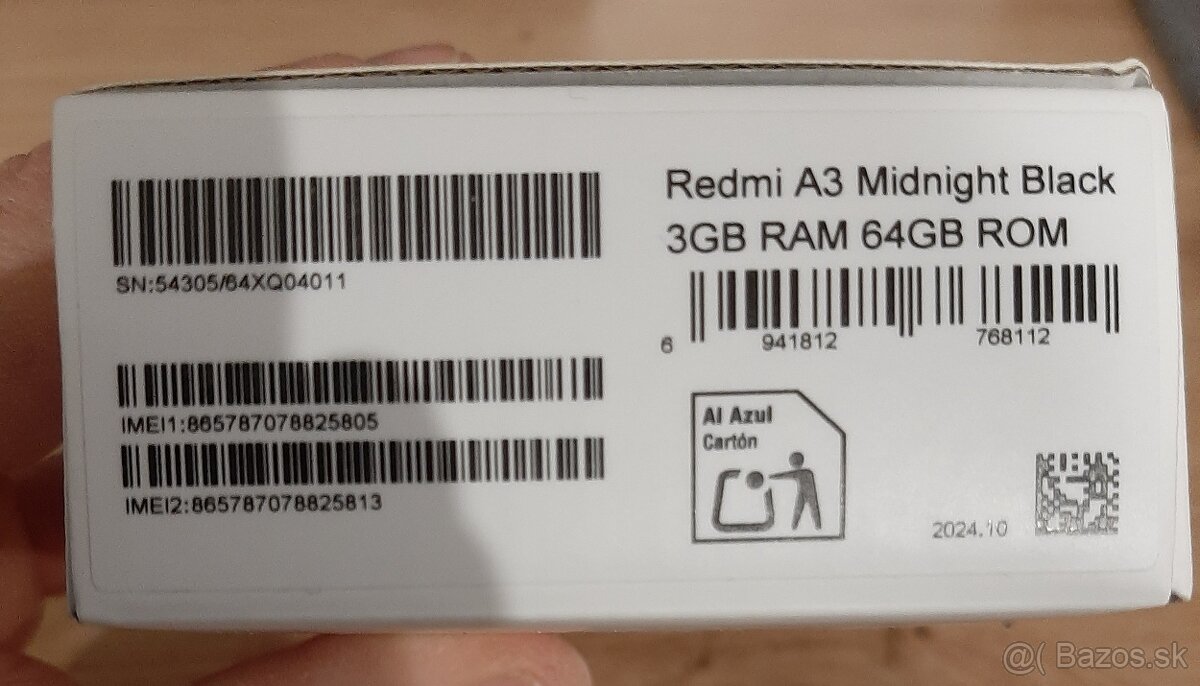 SN:54305/64XQ04011
IMEI1:865787078825805
IMEI2:865787078825813
Redmi A3 Midnight Black
3GB RAM 64GB ROM
6 941812 768112
Al Azul
Cartón
2024.10
@( Bazos.sk